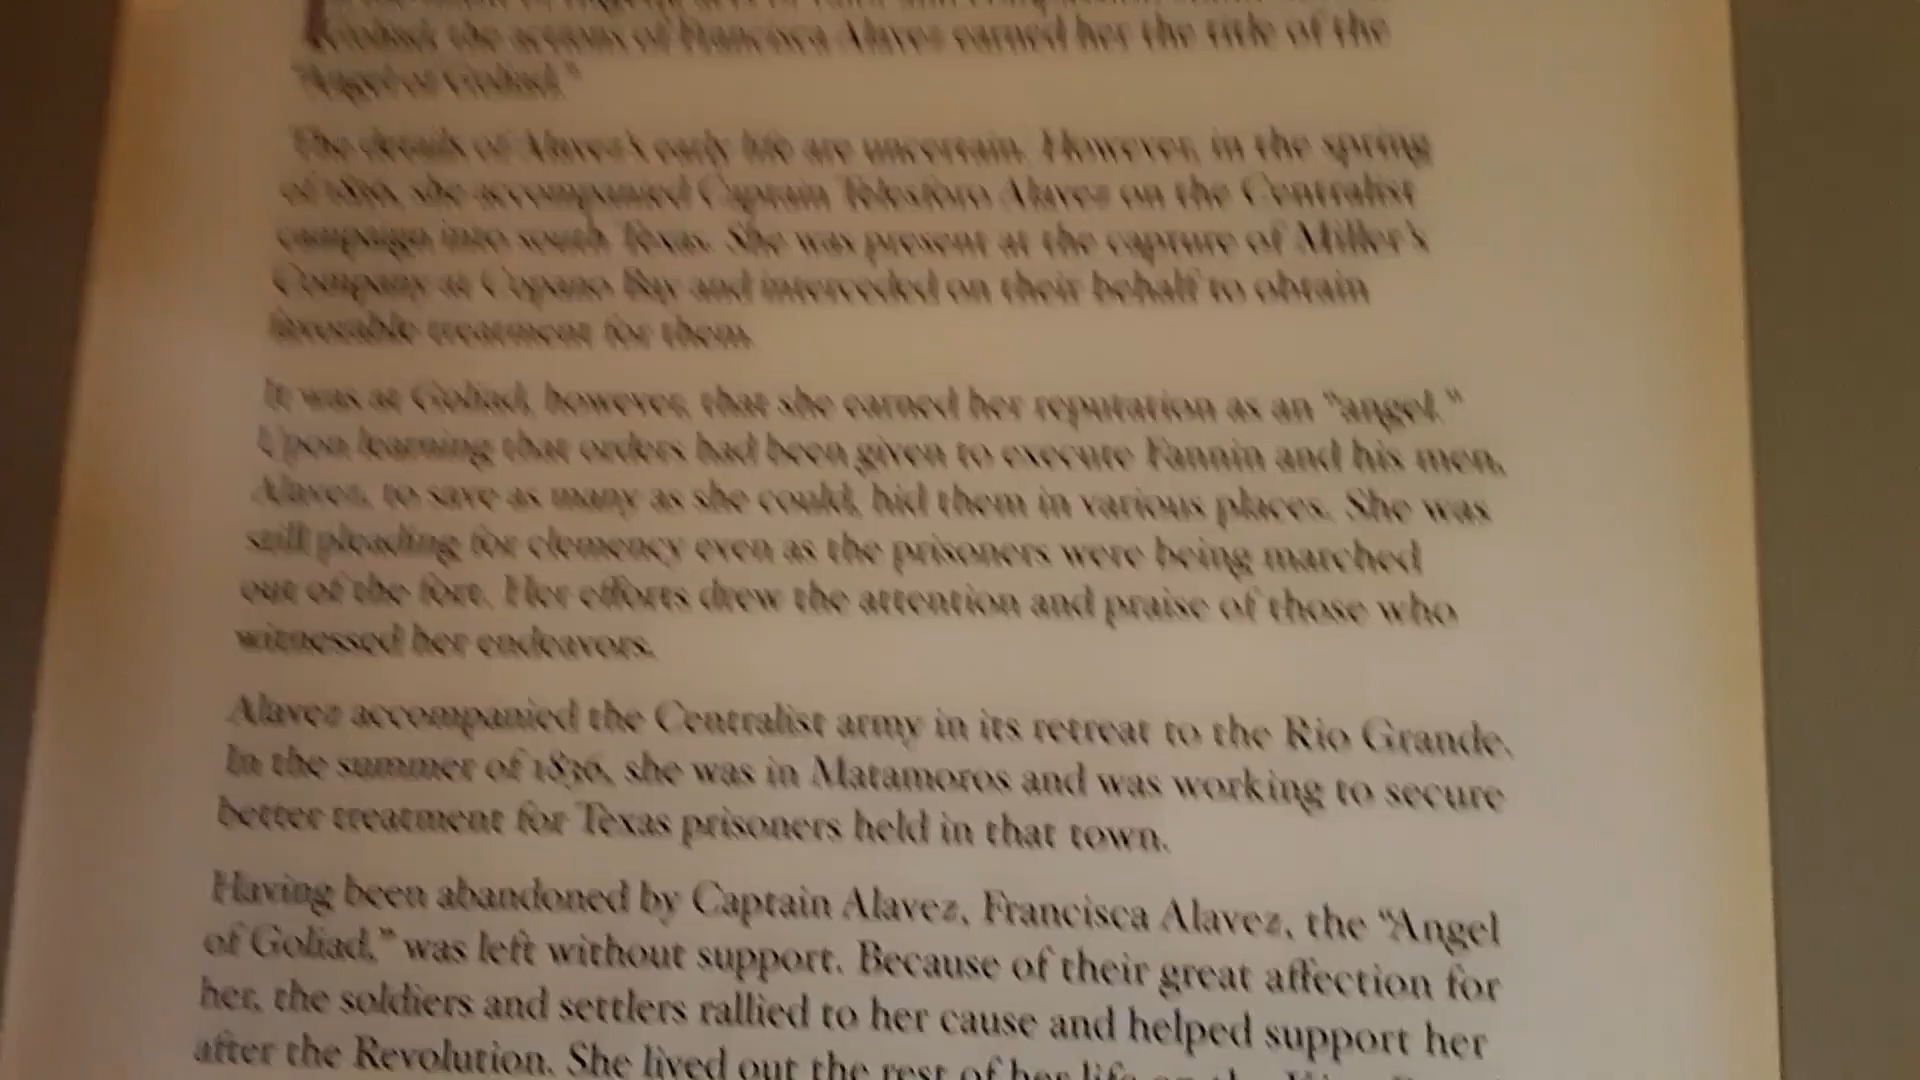 Goliad, the actions of Francisca Alavez earned her the title of the
"Angel of Goliad."
The details of Alavez's early life are uncertain. However, in the spring
of 1836, she accompanied Captain Telesforo Alavez on the Centralist
campaign into south Texas. She was present at the capture of Miller's
Company at Copano Bay and interceded on their behalf to obtain
favorable treatment for them.
It was at Goliad, however, that she earned her reputation as an "angel."
Upon learning that orders had been given to execute Fannin and his men,
Alavez, to save as many as she could, hid them in various places. She was
still pleading for clemency even as the prisoners were being marched
out of the fort. Her efforts drew the attention and praise of those who
witnessed her endeavors.
Alavez accompanied the Centralist army in its retreat to the Rio Grande.
In the summer of 1836, she was in Matamoros and was working to secure
better treatment for Texas prisoners held in that town.
Having been abandoned by Captain Alavez, Francisca Alavez, the "Angel
of Goliad," was left without support. Because of their great affection for
her, the soldiers and settlers rallied to her cause and helped support her
after the Revolution. She lived out the rest of her life